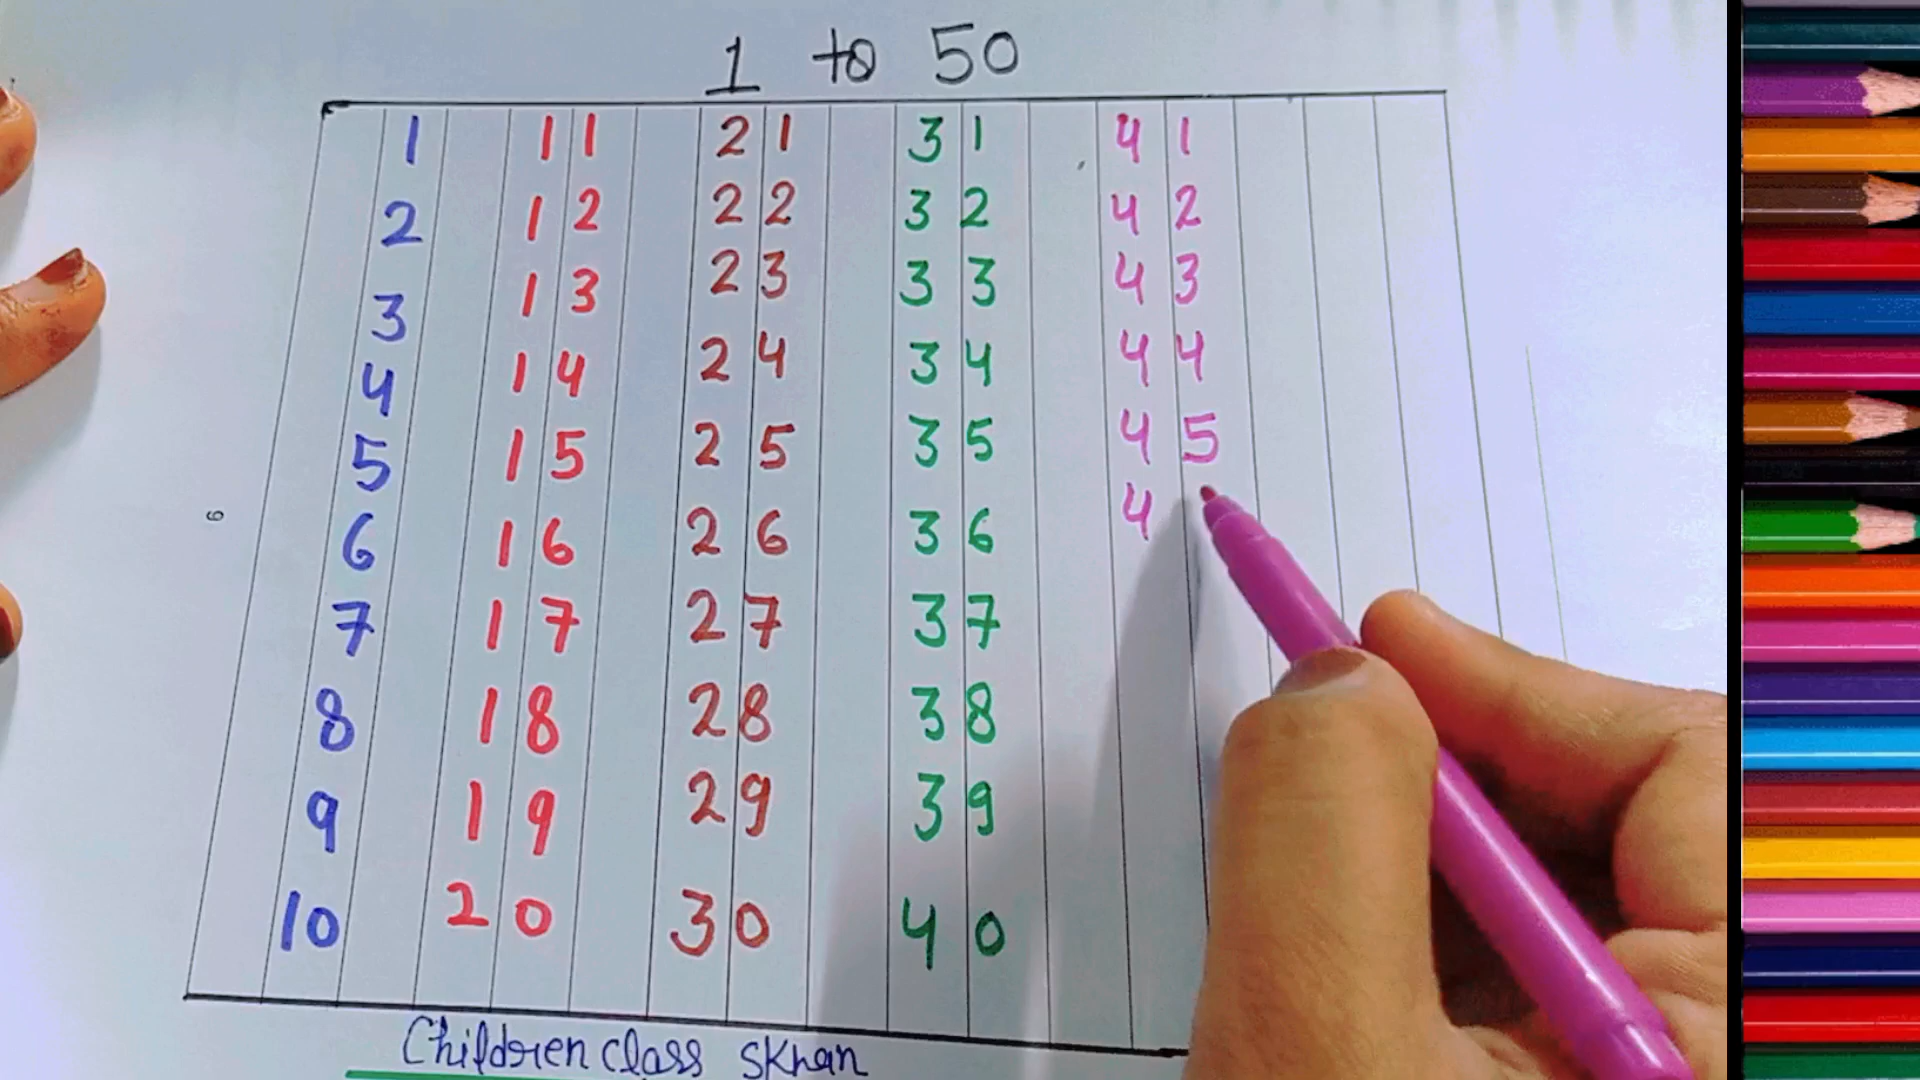 1 to 50
1 11 21 31 41
2 12 22 32 42
3 13 23 33 43
4 14 24 34 44
5 15 25 35 45
6 16 26 36 4
7 17 27 37
8 18 28 38
9 19 29 39
10 20 30 40
Children class SKhan